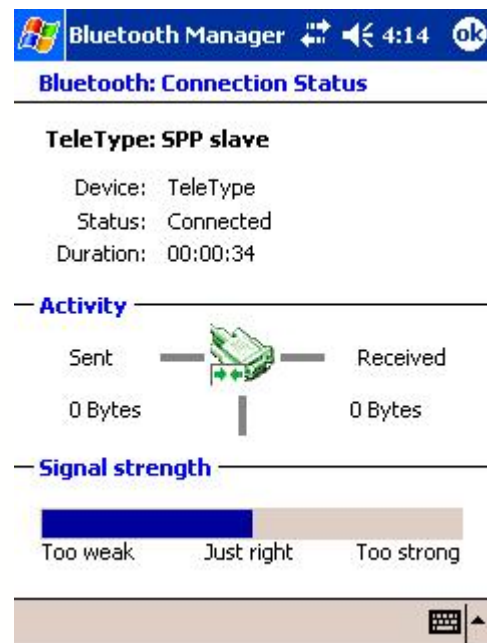 Bluetooth Manager 4:14 ok
Bluetooth: Connection Status
TeleType: SPP slave
Device: TeleType
Status: Connected
Duration: 00:00:34
Activity
Sent Received
0 Bytes 0 Bytes
Signal strength
Too weak Just right Too strong